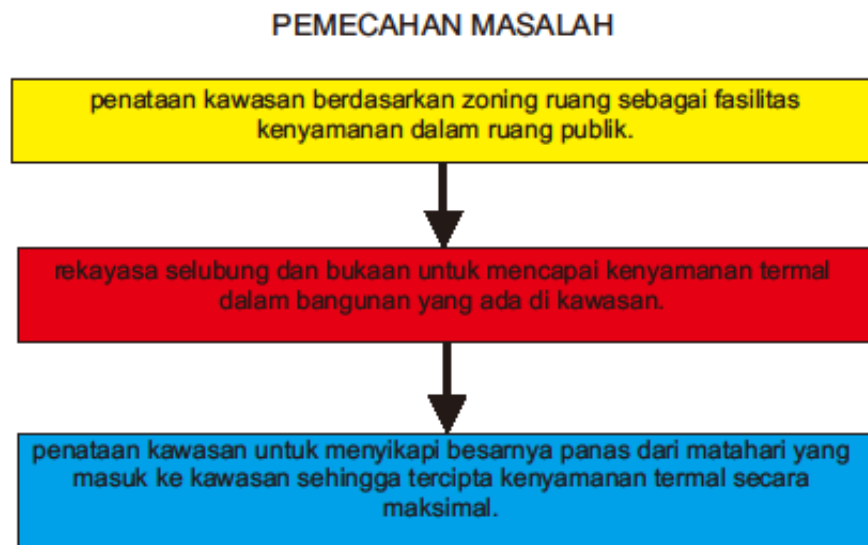 PEMECAHAN MASALAH
penataan kawasan berdasarkan zoning ruang sebagai fasilitas
kenyamanan dalam ruang publik.
rekayasa selubung dan bukaan untuk mencapai kenyamanan termal
dalam bangunan yang ada di kawasan.
penataan kawasan untuk menyikapi besarnya panas dari matahari yang
masuk ke kawasan sehingga tercipta kenyamanan termal secara
maksimal.